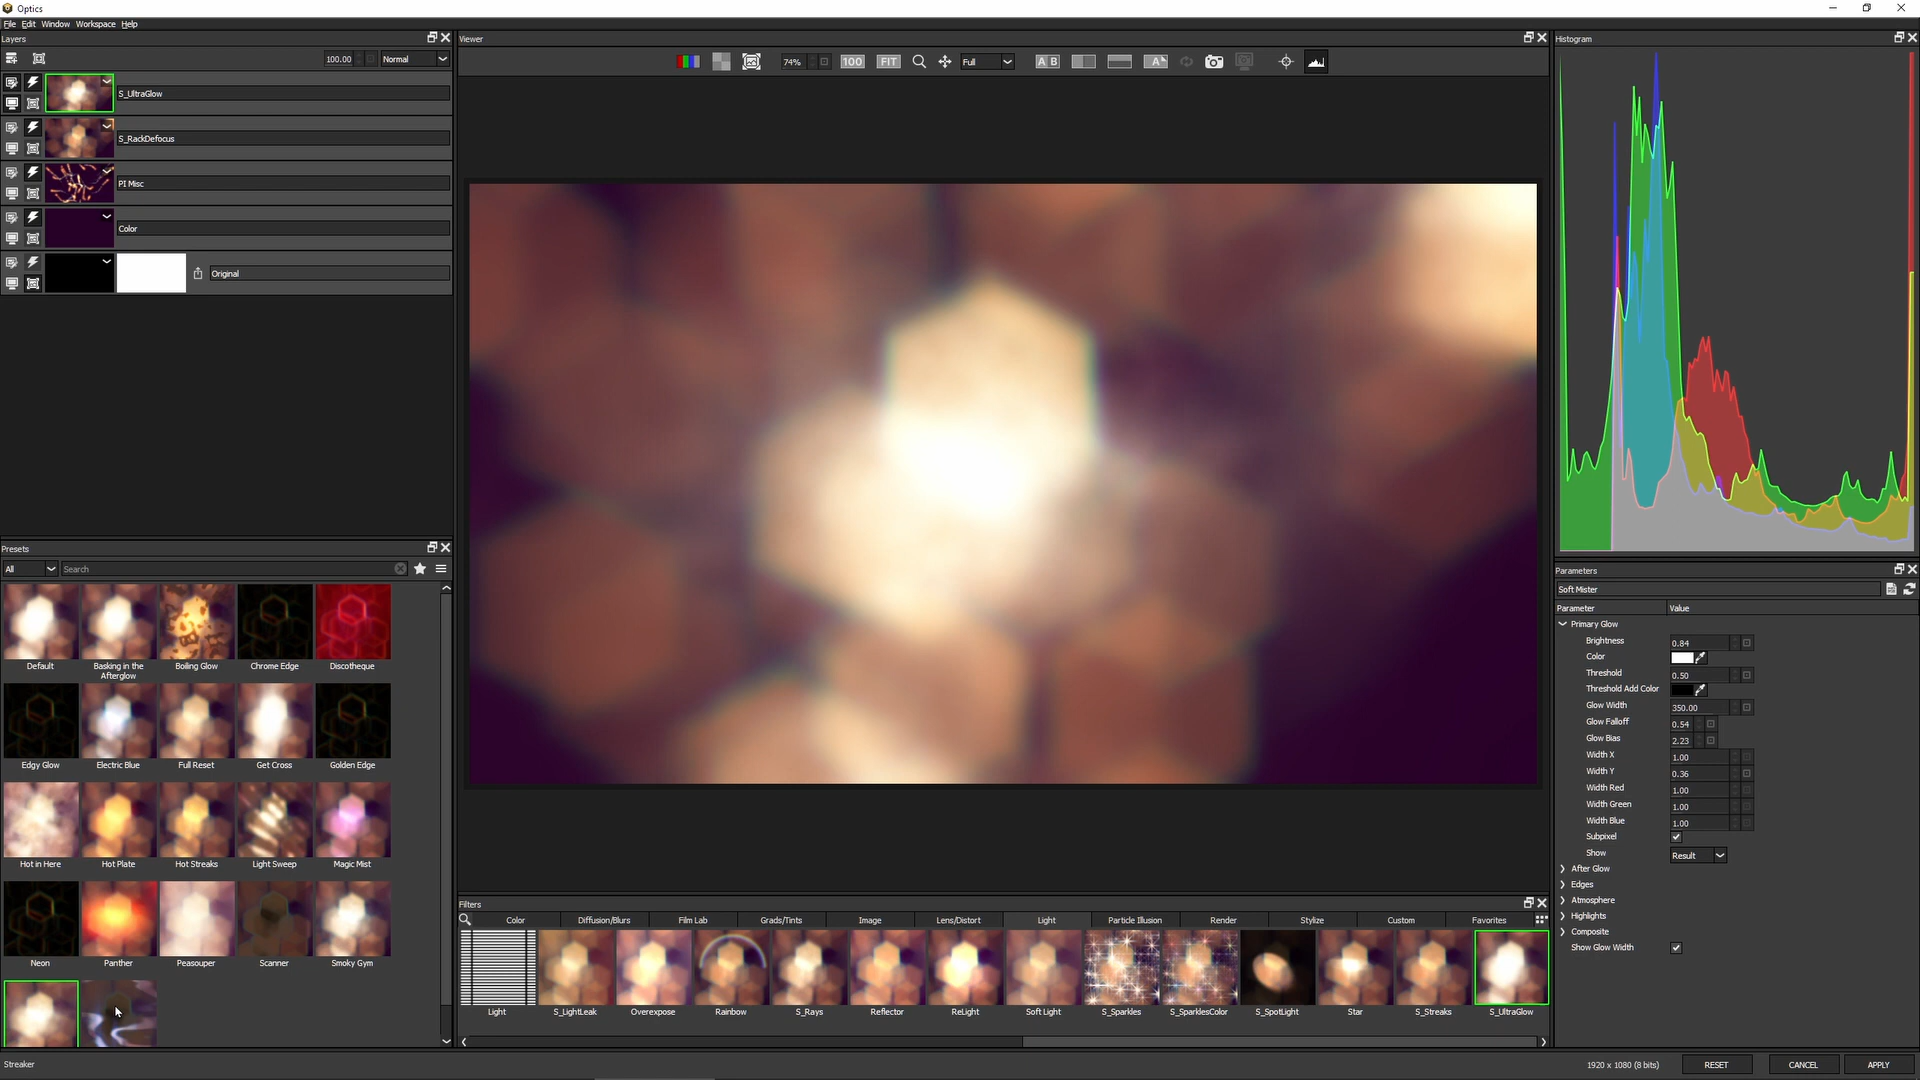 Optics
File Edit Window Workspace Help
Layers
100.00 Normal
S_UltraGlow
S_RackDefocus
PI Misc
Color
Original
Viewer
74% 100 FIT Full A B A
Histogram
Presets
All Search
Default Basking in the Afterglow Boiling Glow Chrome Edge Discotheque
Edgy Glow Electric Blue Full Reset Get Cross Golden Edge
Hot in Here Hot Plate Hot Streaks Light Sweep Magic Mist
Neon Panther Peasouper Scanner Smoky Gym
Streaker
Filters
Color Diffusion/Blurs Film Lab Grads/Tints Image Lens/Distort Light Particle Illusion Render Stylize Custom Favorites
Light S_LightLeak Overexpose Rainbow S_Rays Reflector ReLight Soft Light S_Sparkles S_SparklesColor S_SpotLight Star S_Streaks S_UltraGlow
Parameters
Soft Mister
Parameter Value
Primary Glow
Brightness 0.84
Color
Threshold 0.50
Threshold Add Color
Glow Width 350.00
Glow Falloff 0.54
Glow Bias 2.23
Width X 1.00
Width Y 0.36
Width Red 1.00
Width Green 1.00
Width Blue 1.00
Subpixel
Show Result
After Glow
Edges
Atmosphere
Highlights
Composite
Show Glow Width
1920 x 1080 (8 bits) RESET CANCEL APPLY